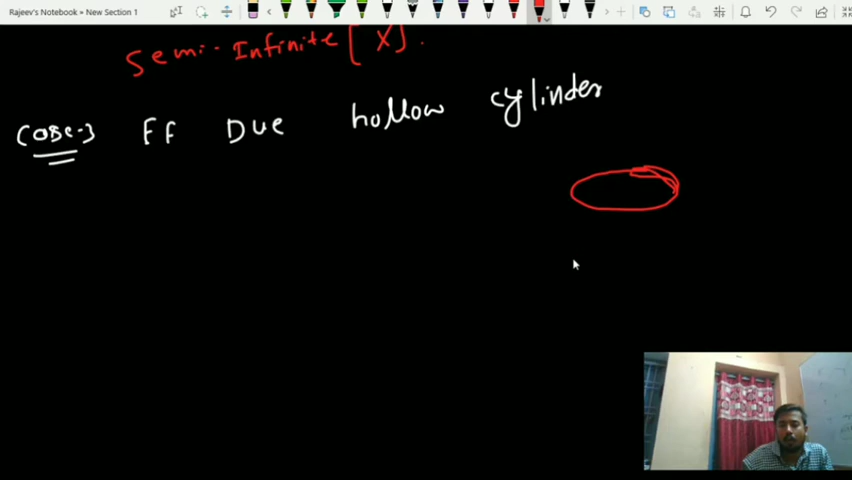 Rajeev's Notebook » New Section 1
Semi-Infinite [ X ].
Case-3 EF Due hollow cylinder